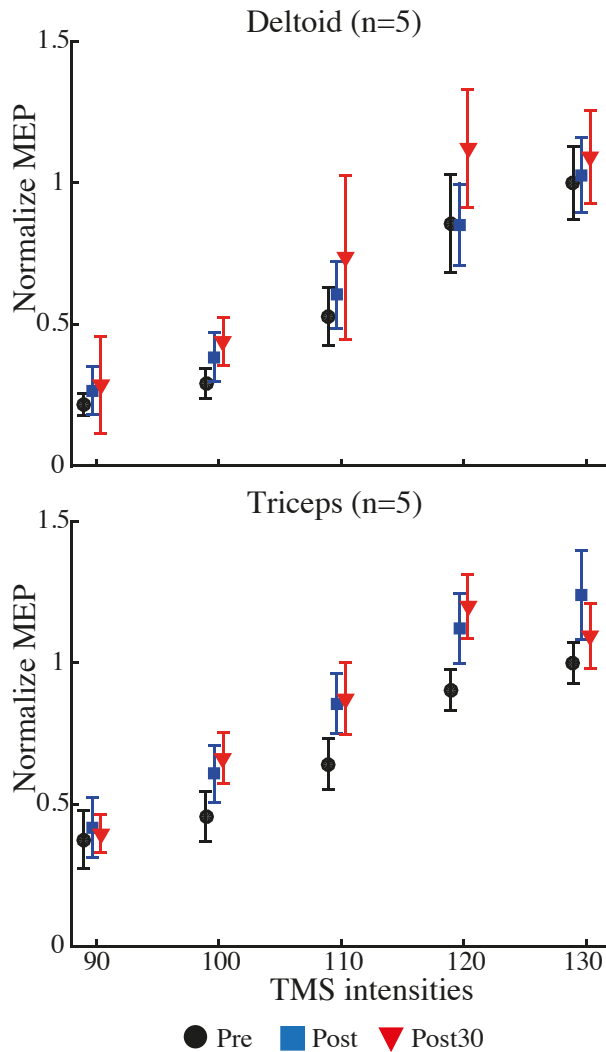 Deltoid (n=5)
1.5
1
0.5
0
Normalize MEP
Triceps (n=5)
1.5
1
0.5
0
Normalize MEP
90 100 110 120 130
TMS intensities
Pre Post Post30